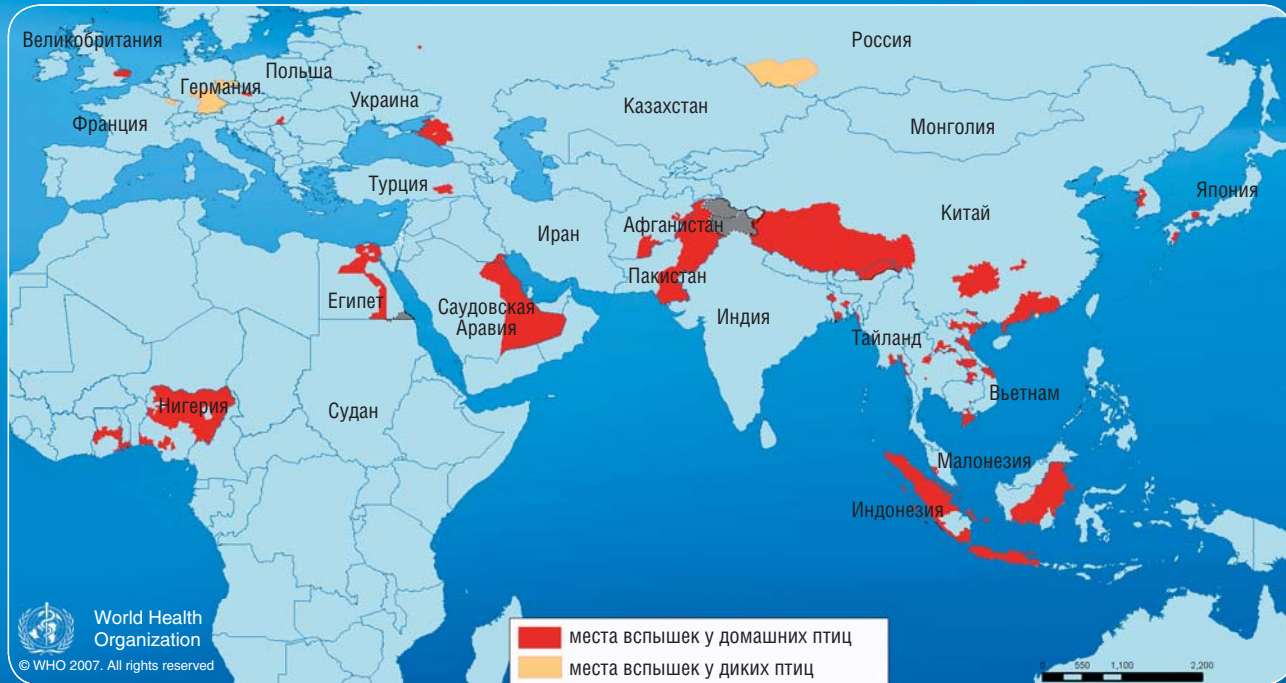 Великобритания
Россия
Польша
Германия
Украина
Казахстан
Франция
Монголия
Турция
Япония
Китай
Афганистан
Иран
Пакистан
Египет
Саудовская
Аравия
Индия
Тайланд
Вьетнам
Нигерия
Судан
Малонезия
Индонезия
World Health
Organization
© WHO 2007. All rights reserved
места вспышек у домашних птиц
места вспышек у диких птиц
0 550 1,100 2,200